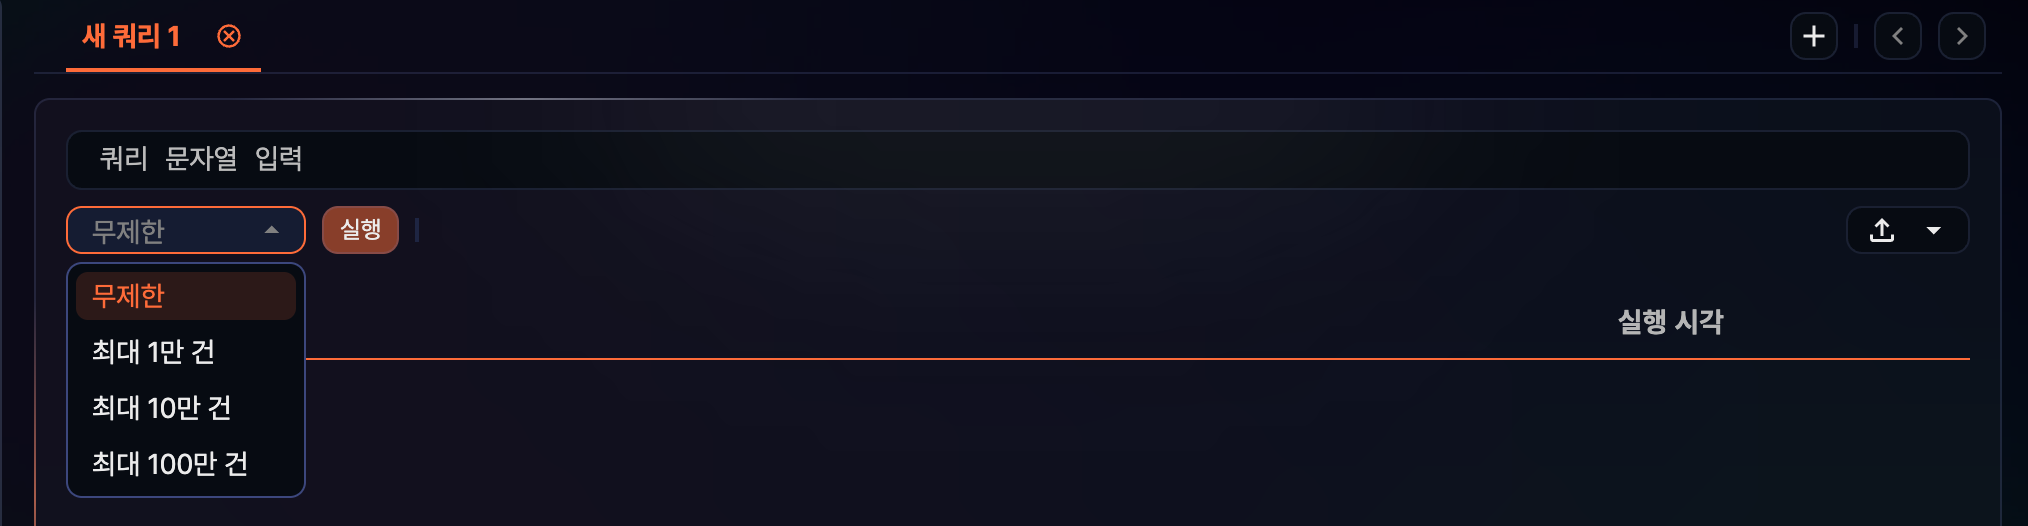 새 쿼리 1
쿼리 문자열 입력
무제한
실행
무제한
실행 시각
최대 1만 건
최대 10만 건
최대 100만 건